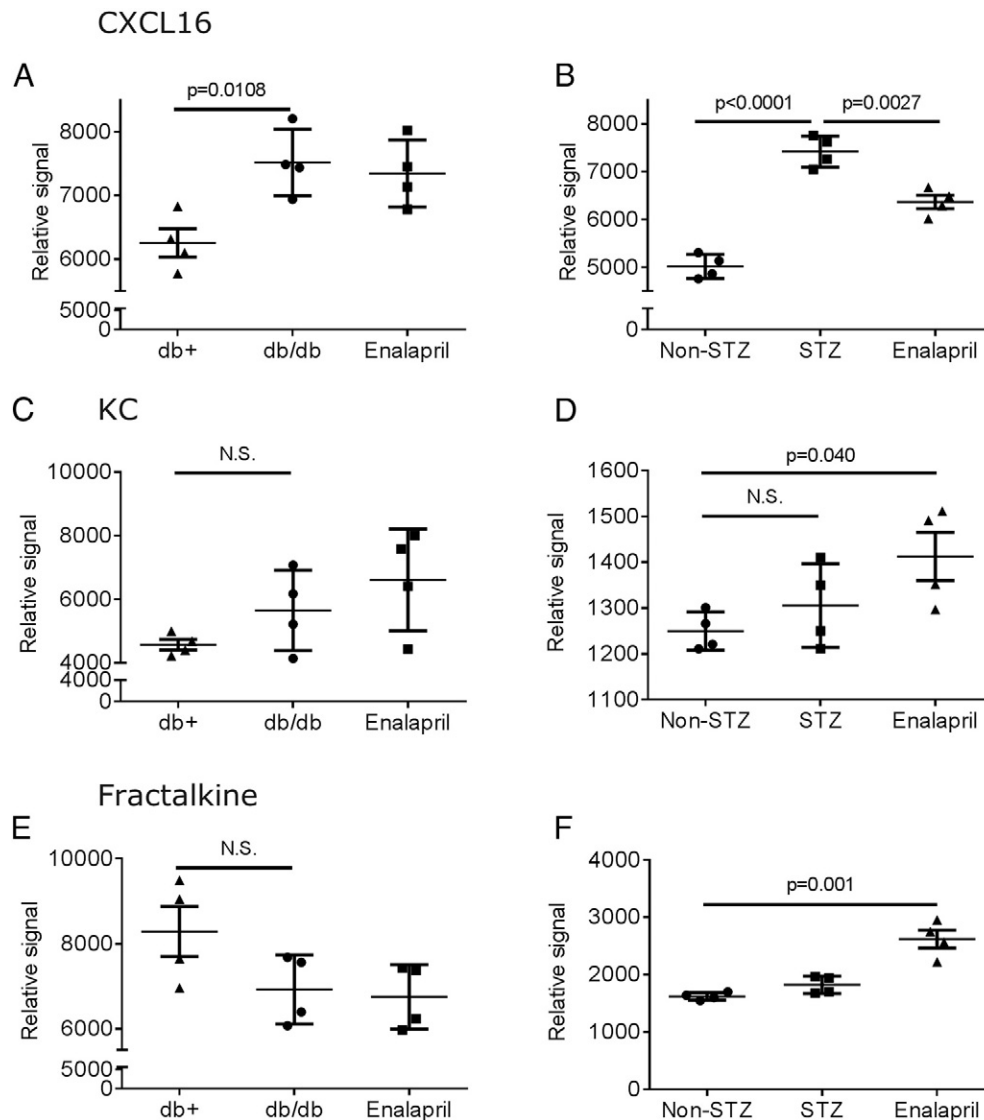 CXCL16
A
p=0.0108
Relative signal
8000
7000
6000
5000
0
db+ db/db Enalapril
B
p<0.0001 p=0.0027
Relative signal
8000
7000
6000
5000
0
Non-STZ STZ Enalapril
C KC
N.S.
Relative signal
10000
8000
6000
4000
4000
0
db+ db/db Enalapril
D
p=0.040
N.S.
Relative signal
1600
1500
1400
1300
1200
1100
Non-STZ STZ Enalapril
Fractalkine
E
N.S.
Relative signal
10000
8000
6000
5000
0
db+ db/db Enalapril
F
p=0.001
Relative signal
4000
3000
2000
1000
0
Non-STZ STZ Enalapril